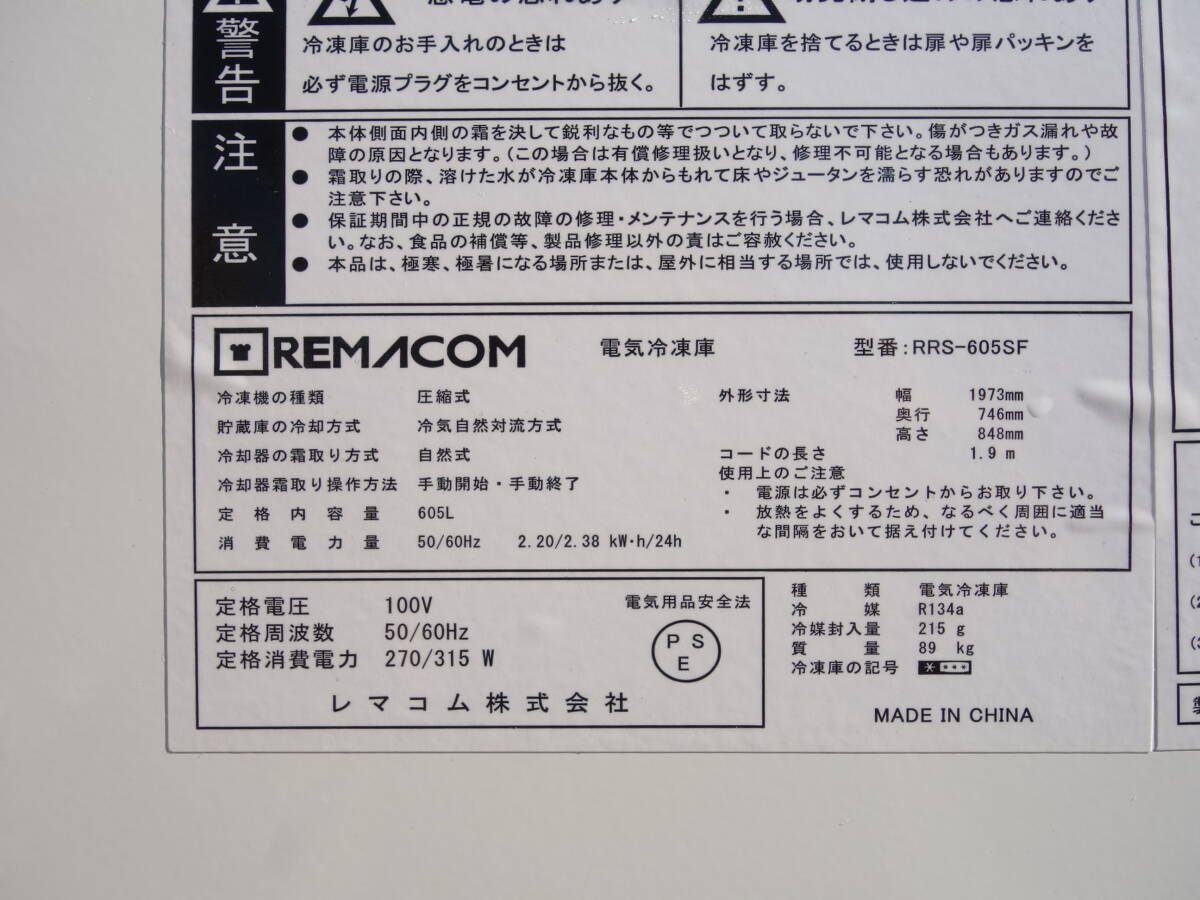 警告
冷凍庫のお手入れのときは
必ず電源プラグをコンセントから抜く。
冷凍庫を捨てるときは扉や扉パッキンを
はずす。
注意
● 本体側面内側の霜を決して鋭利なもの等でつついて取らないで下さい。傷がつきガス漏れや故
障の原因となります。(この場合は有償修理扱いとなり、修理不可能となる場合もあります。)
● 霜取りの際、溶けた水が冷凍庫本体からもれて床やジュータンを濡らす恐れがありますのでご
注意下さい。
● 保証期間中の正規の故障の修理・メンテナンスを行う場合、レマコム株式会社へご連絡くださ
い。なお、食品の補償等、製品修理以外の責はご容赦ください。
● 本品は、極寒、極暑になる場所または、屋外に相当する場所では、使用しないでください。
REMACOM 電気冷凍庫 型番:RRS-605SF
冷凍機の種類 圧縮式
貯蔵庫の冷却方式 冷気自然対流方式
冷却器の霜取り方式 自然式
冷却器霜取り操作方法 手動開始・手動終了
定格内容量 605L
消費電力量 50/60Hz 2.20/2.38 kW・h/24h
外形寸法 幅 1973mm
奥行 746mm
高さ 848mm
コードの長さ 1.9 m
使用上のご注意
・ 電源は必ずコンセントからお取り下さい。
・ 放熱をよくするため、なるべく周囲に適当
な間隔をおいて据え付けてください。
定格電圧 100V
定格周波数 50/60Hz
定格消費電力 270/315 W
電気用品安全法
PS
E
レマコム株式会社
種類 電気冷凍庫
冷媒 R134a
冷媒封入量 215 g
質量 89 kg
冷凍庫の記号 ****
MADE IN CHINA